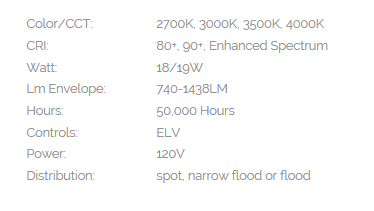 Color/CCT: 2700K, 3000K, 3500K, 4000K
CRI: 80+, 90+, Enhanced Spectrum
Watt: 18/19W
Lm Envelope: 740-1438LM
Hours: 50,000 Hours
Controls: ELV
Power: 120V
Distribution: spot, narrow flood or flood